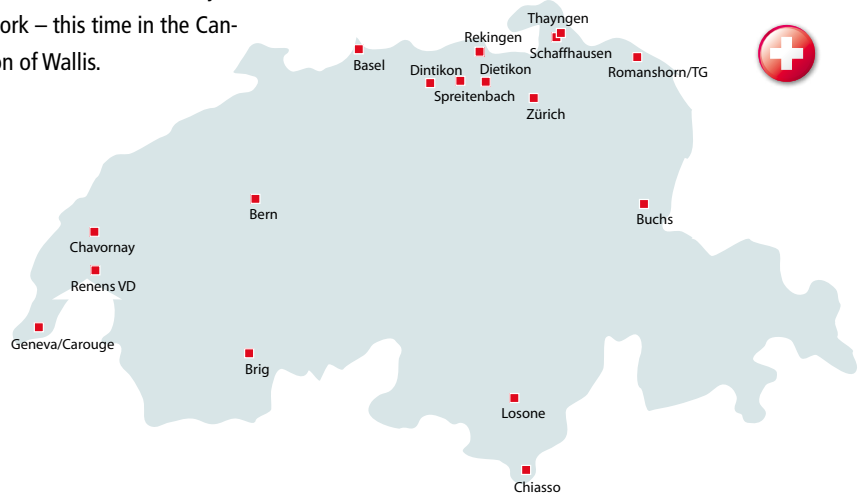 ork – this time in the Can-
on of Wallis.
Thayngen
Rekingen
Schaffhausen
Basel
Dintikon
Dietikon
Romanshorn/TG
Spreitenbach
Zürich
Bern
Buchs
Chavornay
Renens VD
Geneva/Carouge
Brig
Losone
Chiasso